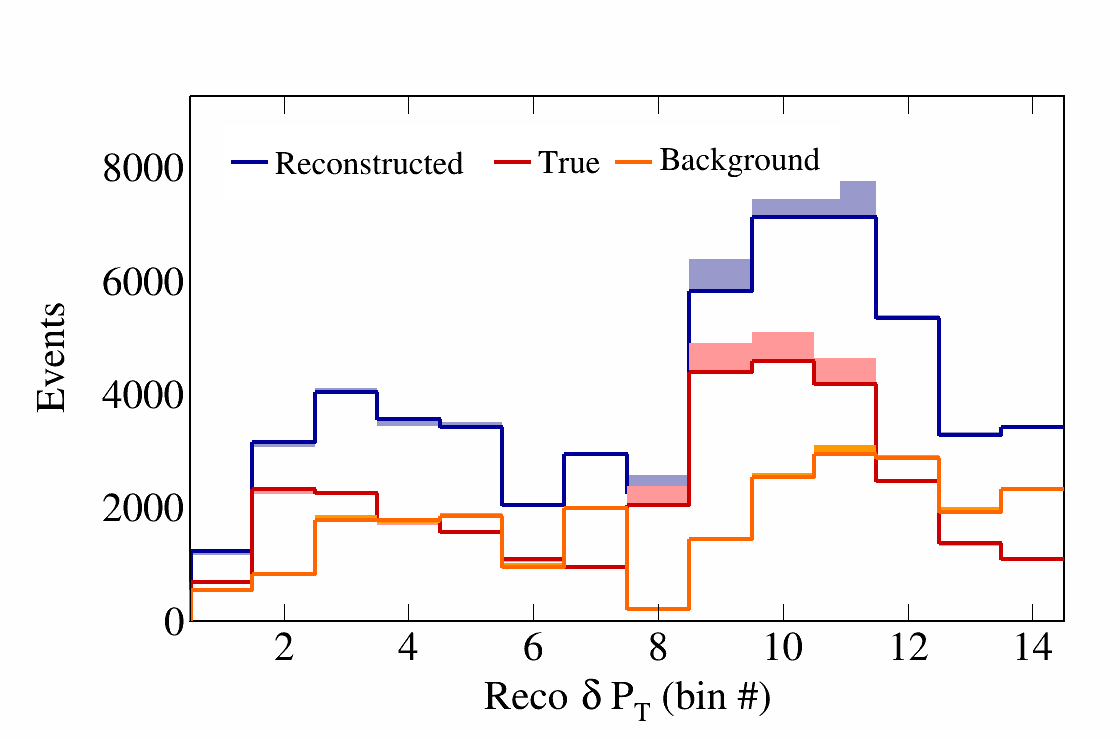 Reconstructed True Background
8000
6000
4000
2000
0
Events
2 4 6 8 10 12 14
Reco δ P_T (bin #)